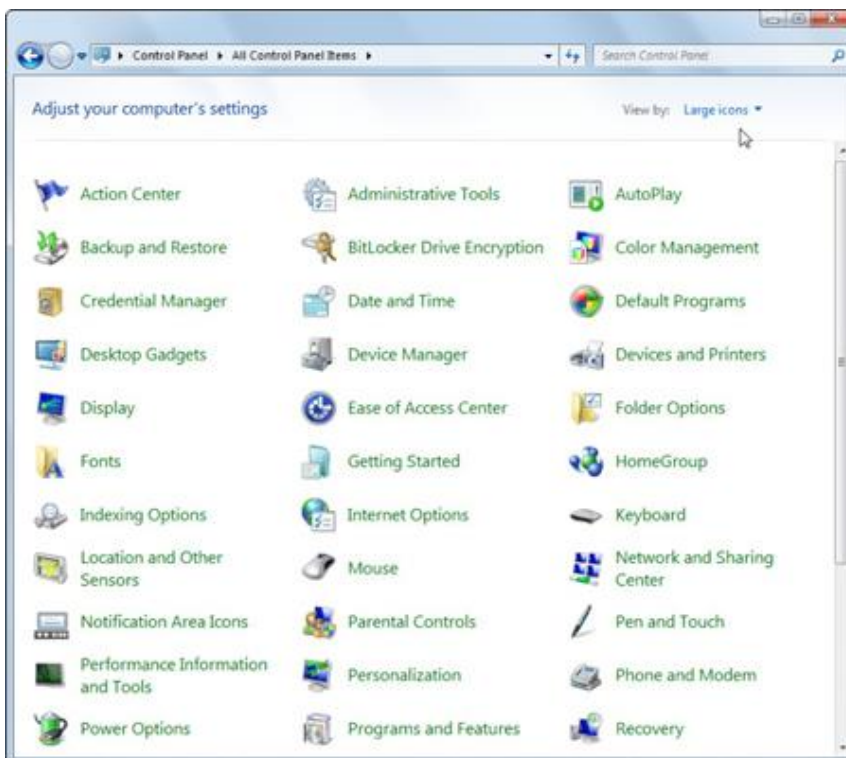 Control Panel All Control Panel Items Search Control Panel
Adjust your computer's settings View by: Large icons
Action Center Administrative Tools AutoPlay
Backup and Restore BitLocker Drive Encryption Color Management
Credential Manager Date and Time Default Programs
Desktop Gadgets Device Manager Devices and Printers
Display Ease of Access Center Folder Options
Fonts Getting Started HomeGroup
Indexing Options Internet Options Keyboard
Location and Other Sensors Mouse Network and Sharing Center
Notification Area Icons Parental Controls Pen and Touch
Performance Information and Tools Personalization Phone and Modem
Power Options Programs and Features Recovery